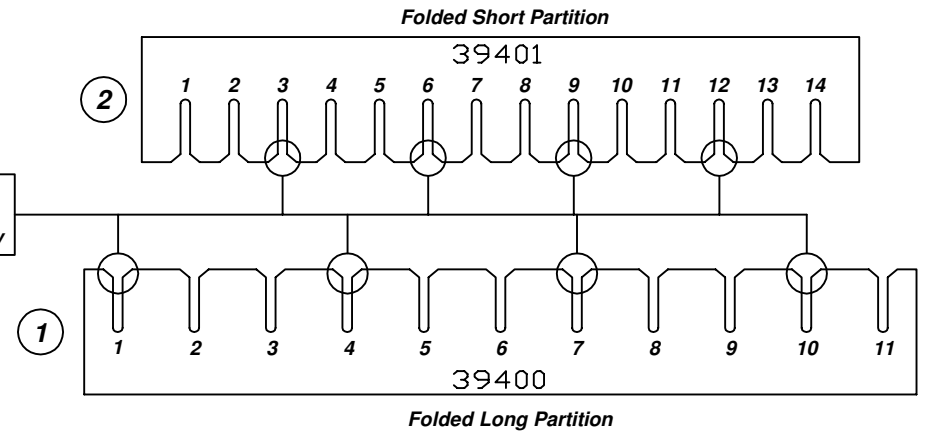 Folded Short Partition
39401
2
1 2 3 4 5 6 7 8 9 10 11 12 13 14
1
1 2 3 4 5 6 7 8 9 10 11
39400
Folded Long Partition